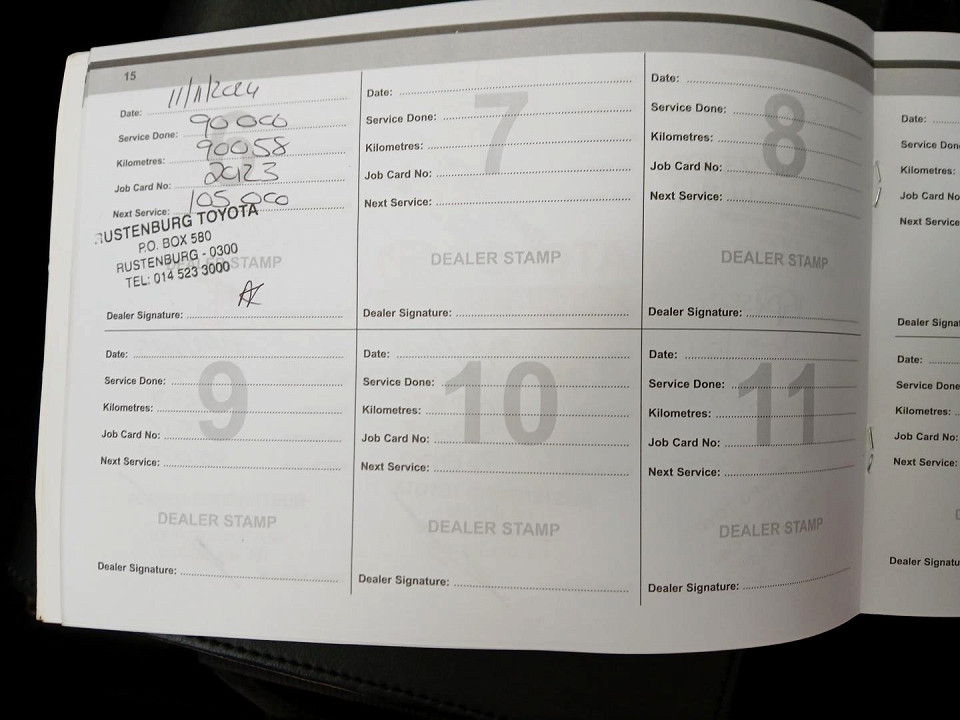 15
Date: 11/11/2024
Service Done: 90 000
Kilometres: 90058
Job Card No:
Next Service: 105 000
RUSTENBURG TOYOTA
P.O. BOX 580
RUSTENBURG - 0300
TEL: 014 523 3000
DEALER STAMP
Dealer Signature:
7
Date:
Service Done:
Kilometres:
Job Card No:
Next Service:
DEALER STAMP
Dealer Signature:
8
Date:
Service Done:
Kilometres:
Job Card No:
Next Service:
DEALER STAMP
Dealer Signature:
9
Date:
Service Done:
Kilometres:
Job Card No:
Next Service:
DEALER STAMP
Dealer Signature:
10
Date:
Service Done:
Kilometres:
Job Card No:
Next Service:
DEALER STAMP
Dealer Signature:
11
Date:
Service Done:
Kilometres:
Job Card No:
Next Service:
DEALER STAMP
Dealer Signature:
Date:
Service Don
Kilometres:
Job Card No
Next Service
Dealer Signa
Date:
Service Done
Kilometres:
Job Card No:
Next Service:
Dealer Signa